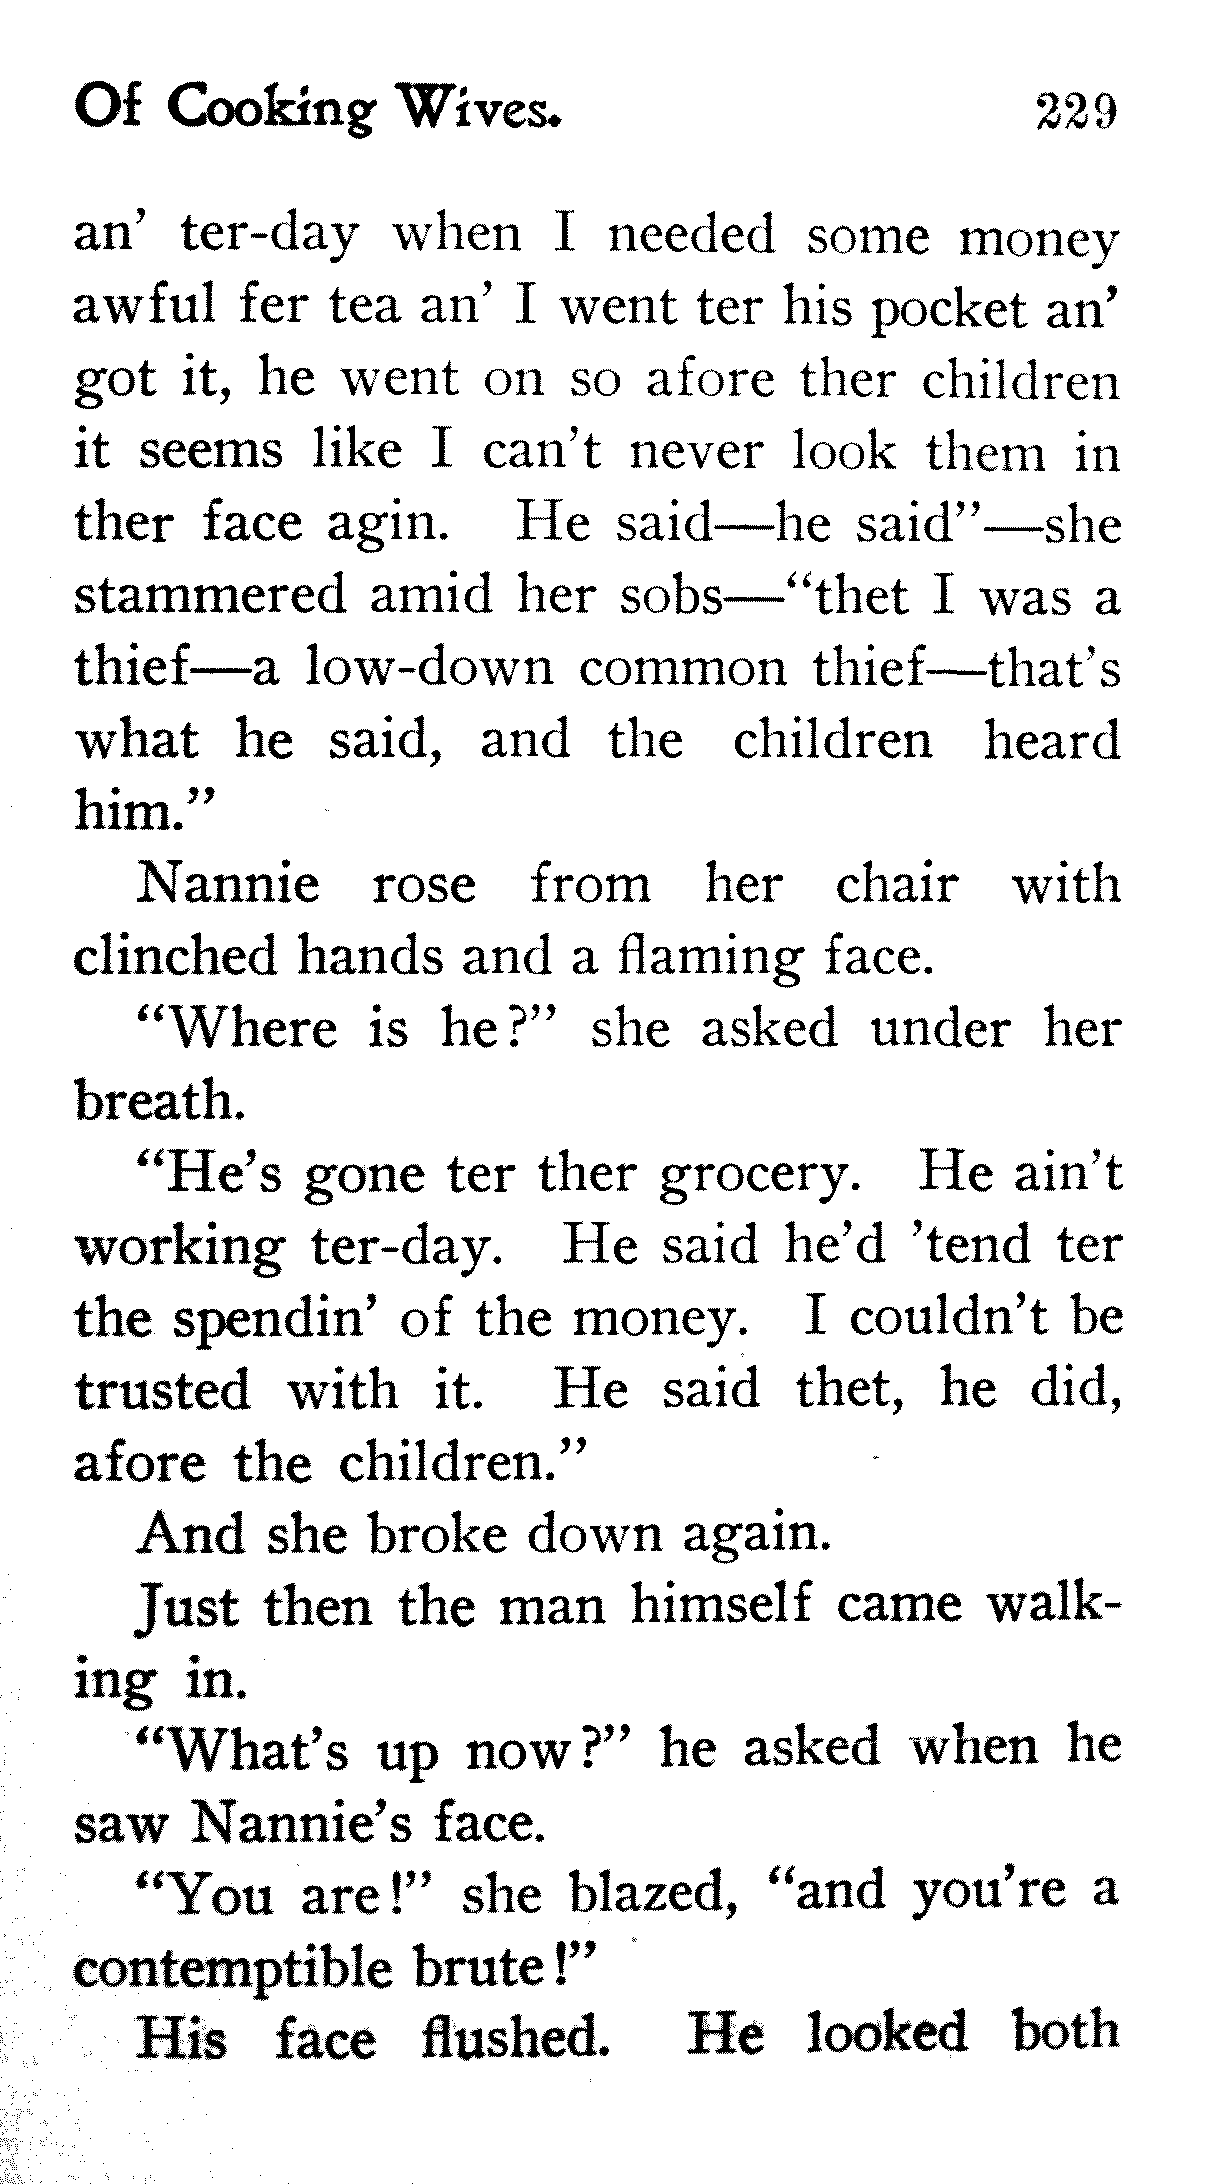 Of Cooking Wives. 229
an' ter-day when I needed some money
awful fer tea an' I went ter his pocket an'
got it, he went on so afore ther children
it seems like I can't never look them in
ther face agin. He said—he said"—she
stammered amid her sobs—"thet I was a
thief—a low-down common thief—that's
what he said, and the children heard
him."
Nannie rose from her chair with
clinched hands and a flaming face.
"Where is he?" she asked under her
breath.
"He's gone ter ther grocery. He ain't
working ter-day. He said he'd 'tend ter
the spendin' of the money. I couldn't be
trusted with it. He said thet, he did,
afore the children."
And she broke down again.
Just then the man himself came walk-
ing in.
"What's up now?" he asked when he
saw Nannie's face.
"You are!" she blazed, "and you're a
contemptible brute!"
His face flushed. He looked both